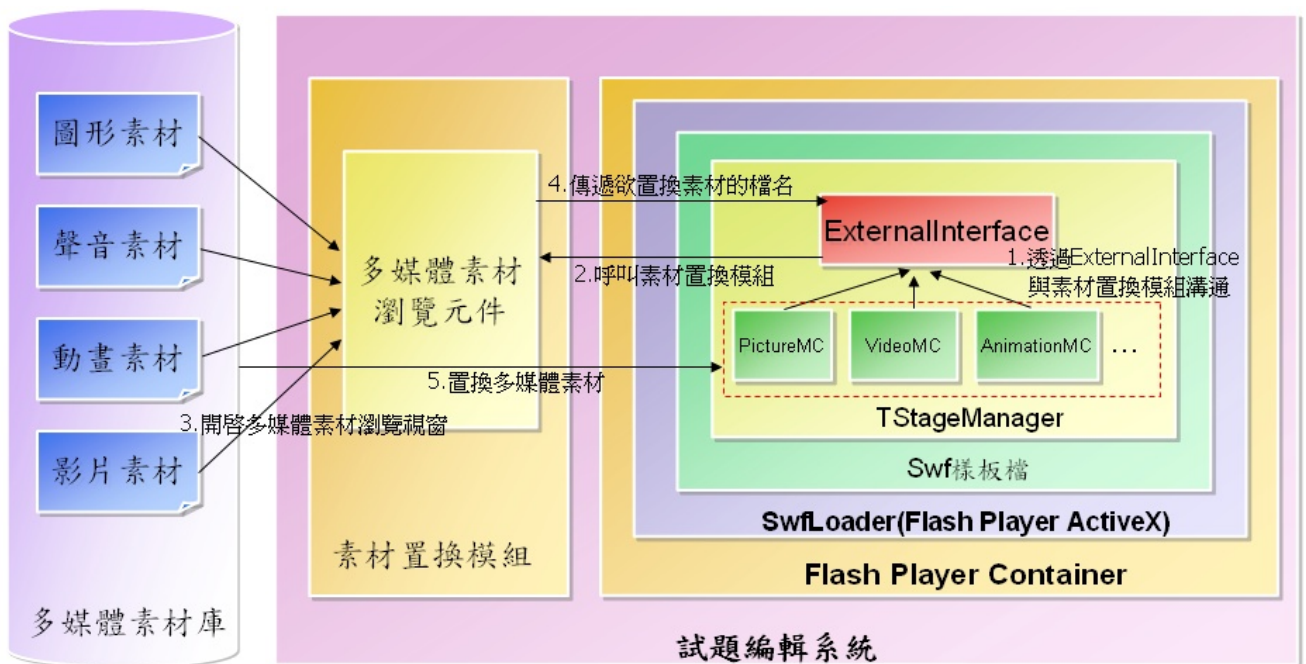 圖形素材
聲音素材
動畫素材
影片素材
多媒體素材庫
多媒體素材
瀏覽元件
素材置換模組
4.傳遞欲置換素材的檔名
ExternalInterface
1.透過ExternalInterface
與素材置換模組溝通
2.呼叫素材置換模組
PictureMC
VideoMC
AnimationMC
...
5.置換多媒體素材
3.開啓多媒體素材瀏覽視窗
TStageManager
Swf樣板檔
SwfLoader(Flash Player ActiveX)
Flash Player Container
試題編輯系統